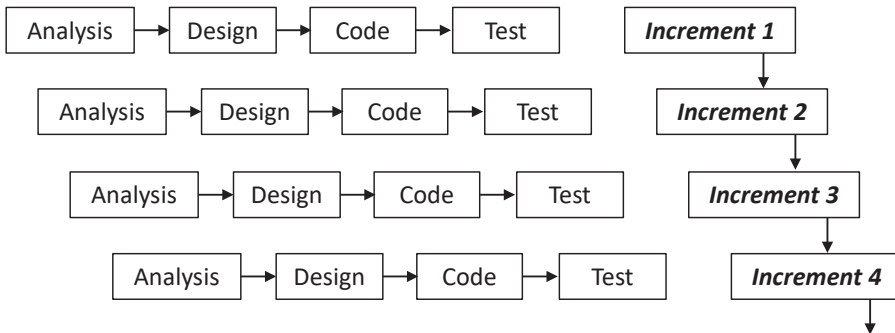 Analysis Design Code Test Increment 1
Analysis Design Code Test Increment 2
Analysis Design Code Test Increment 3
Analysis Design Code Test Increment 4